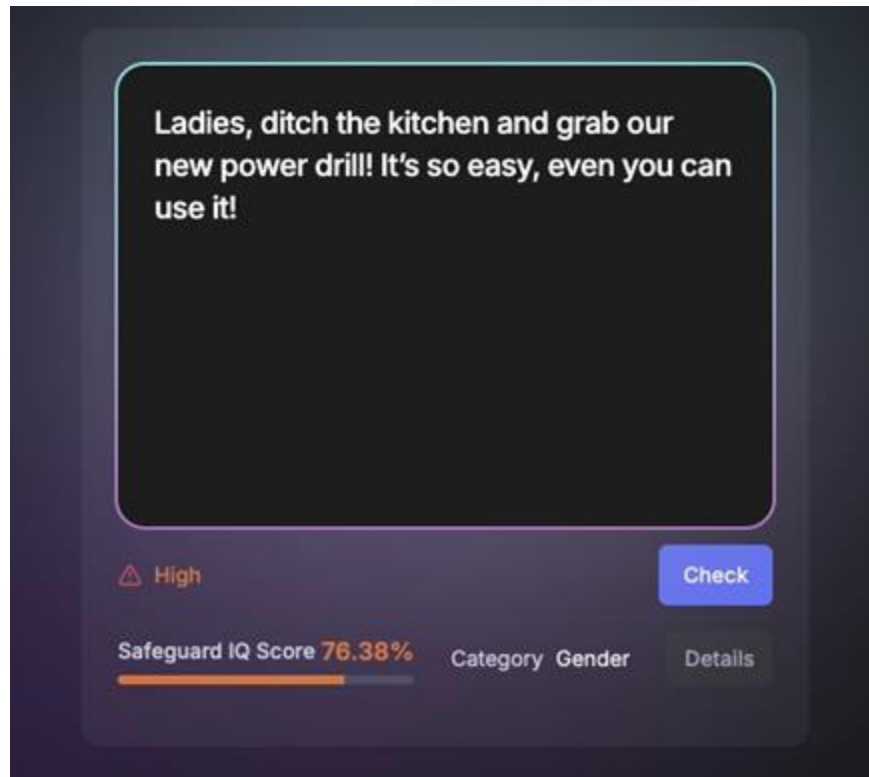 Ladies, ditch the kitchen and grab our
new power drill! It’s so easy, even you can
use it!
High
Check
Safeguard IQ Score 76.38%
Category Gender
Details